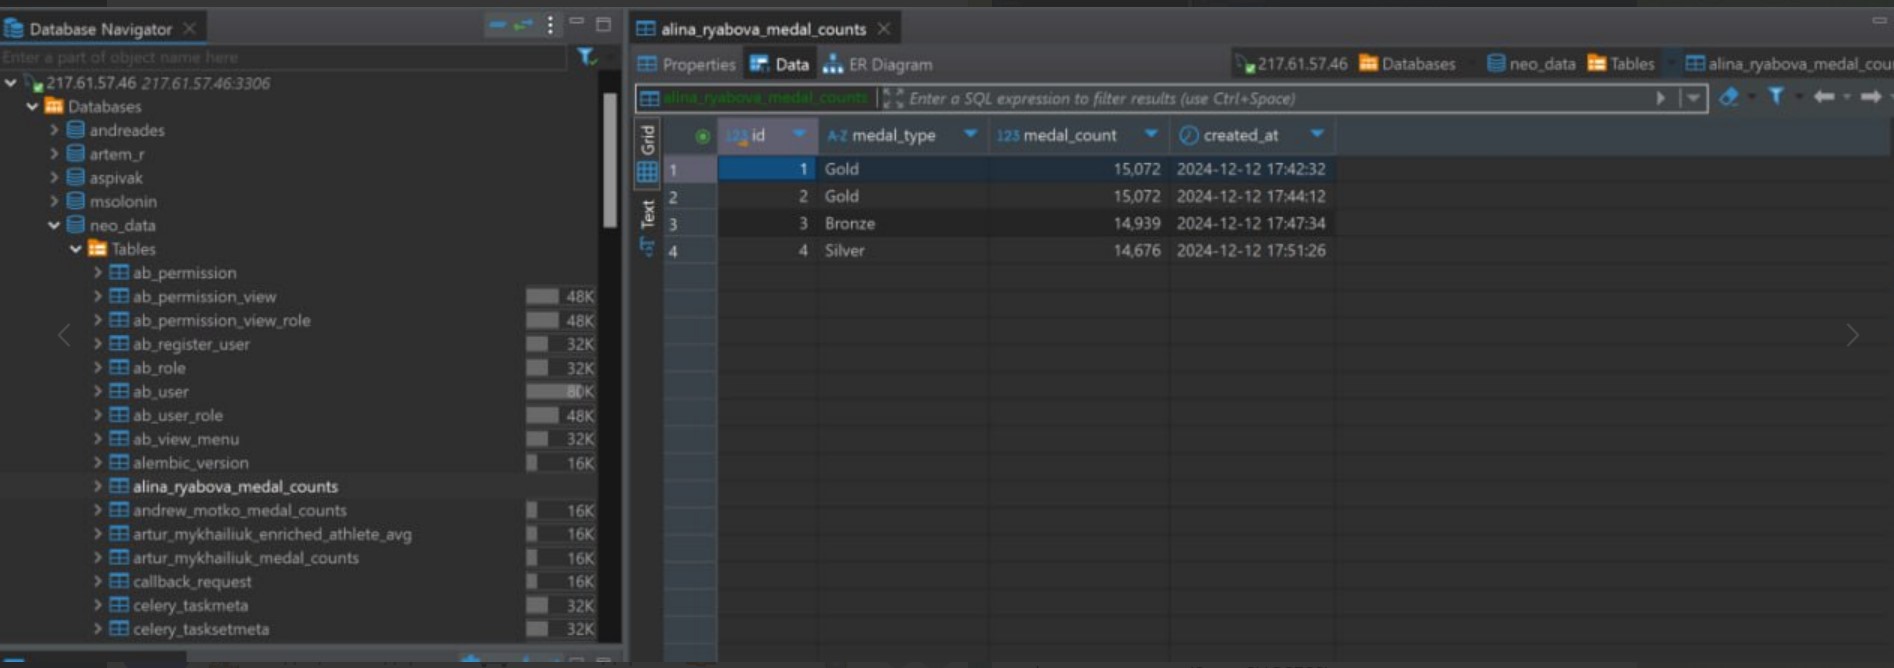 Database Navigator
Enter a part of object name here
217.61.57.46 217.61.57.46:3306
Databases
andreades
artem_r
aspivak
msolonin
neo_data
Tables
ab_permission
ab_permission_view 48K
ab_permission_view_role 48K
ab_register_user 32K
ab_role 32K
ab_user 80K
ab_user_role 48K
ab_view_menu 32K
alembic_version 16K
alina_ryabova_medal_counts
andrew_motko_medal_counts 16K
artur_mykhailiuk_enriched_athlete_avg 16K
artur_mykhailiuk_medal_counts 16K
callback_request 16K
celery_taskmeta 32K
celery_tasksetmeta 32K
alina_ryabova_medal_counts
Properties Data ER Diagram 217.61.57.46 Databases neo_data Tables alina_ryabova_medal_cou
alina_ryabova_medal_counts Enter a SQL expression to filter results (use Ctrl+Space)
Grid
Text
123 id A-Z medal_type 123 medal_count created_at
1 1 Gold 15,072 2024-12-12 17:42:32
2 2 Gold 15,072 2024-12-12 17:44:12
3 3 Bronze 14,939 2024-12-12 17:47:34
4 4 Silver 14,676 2024-12-12 17:51:26